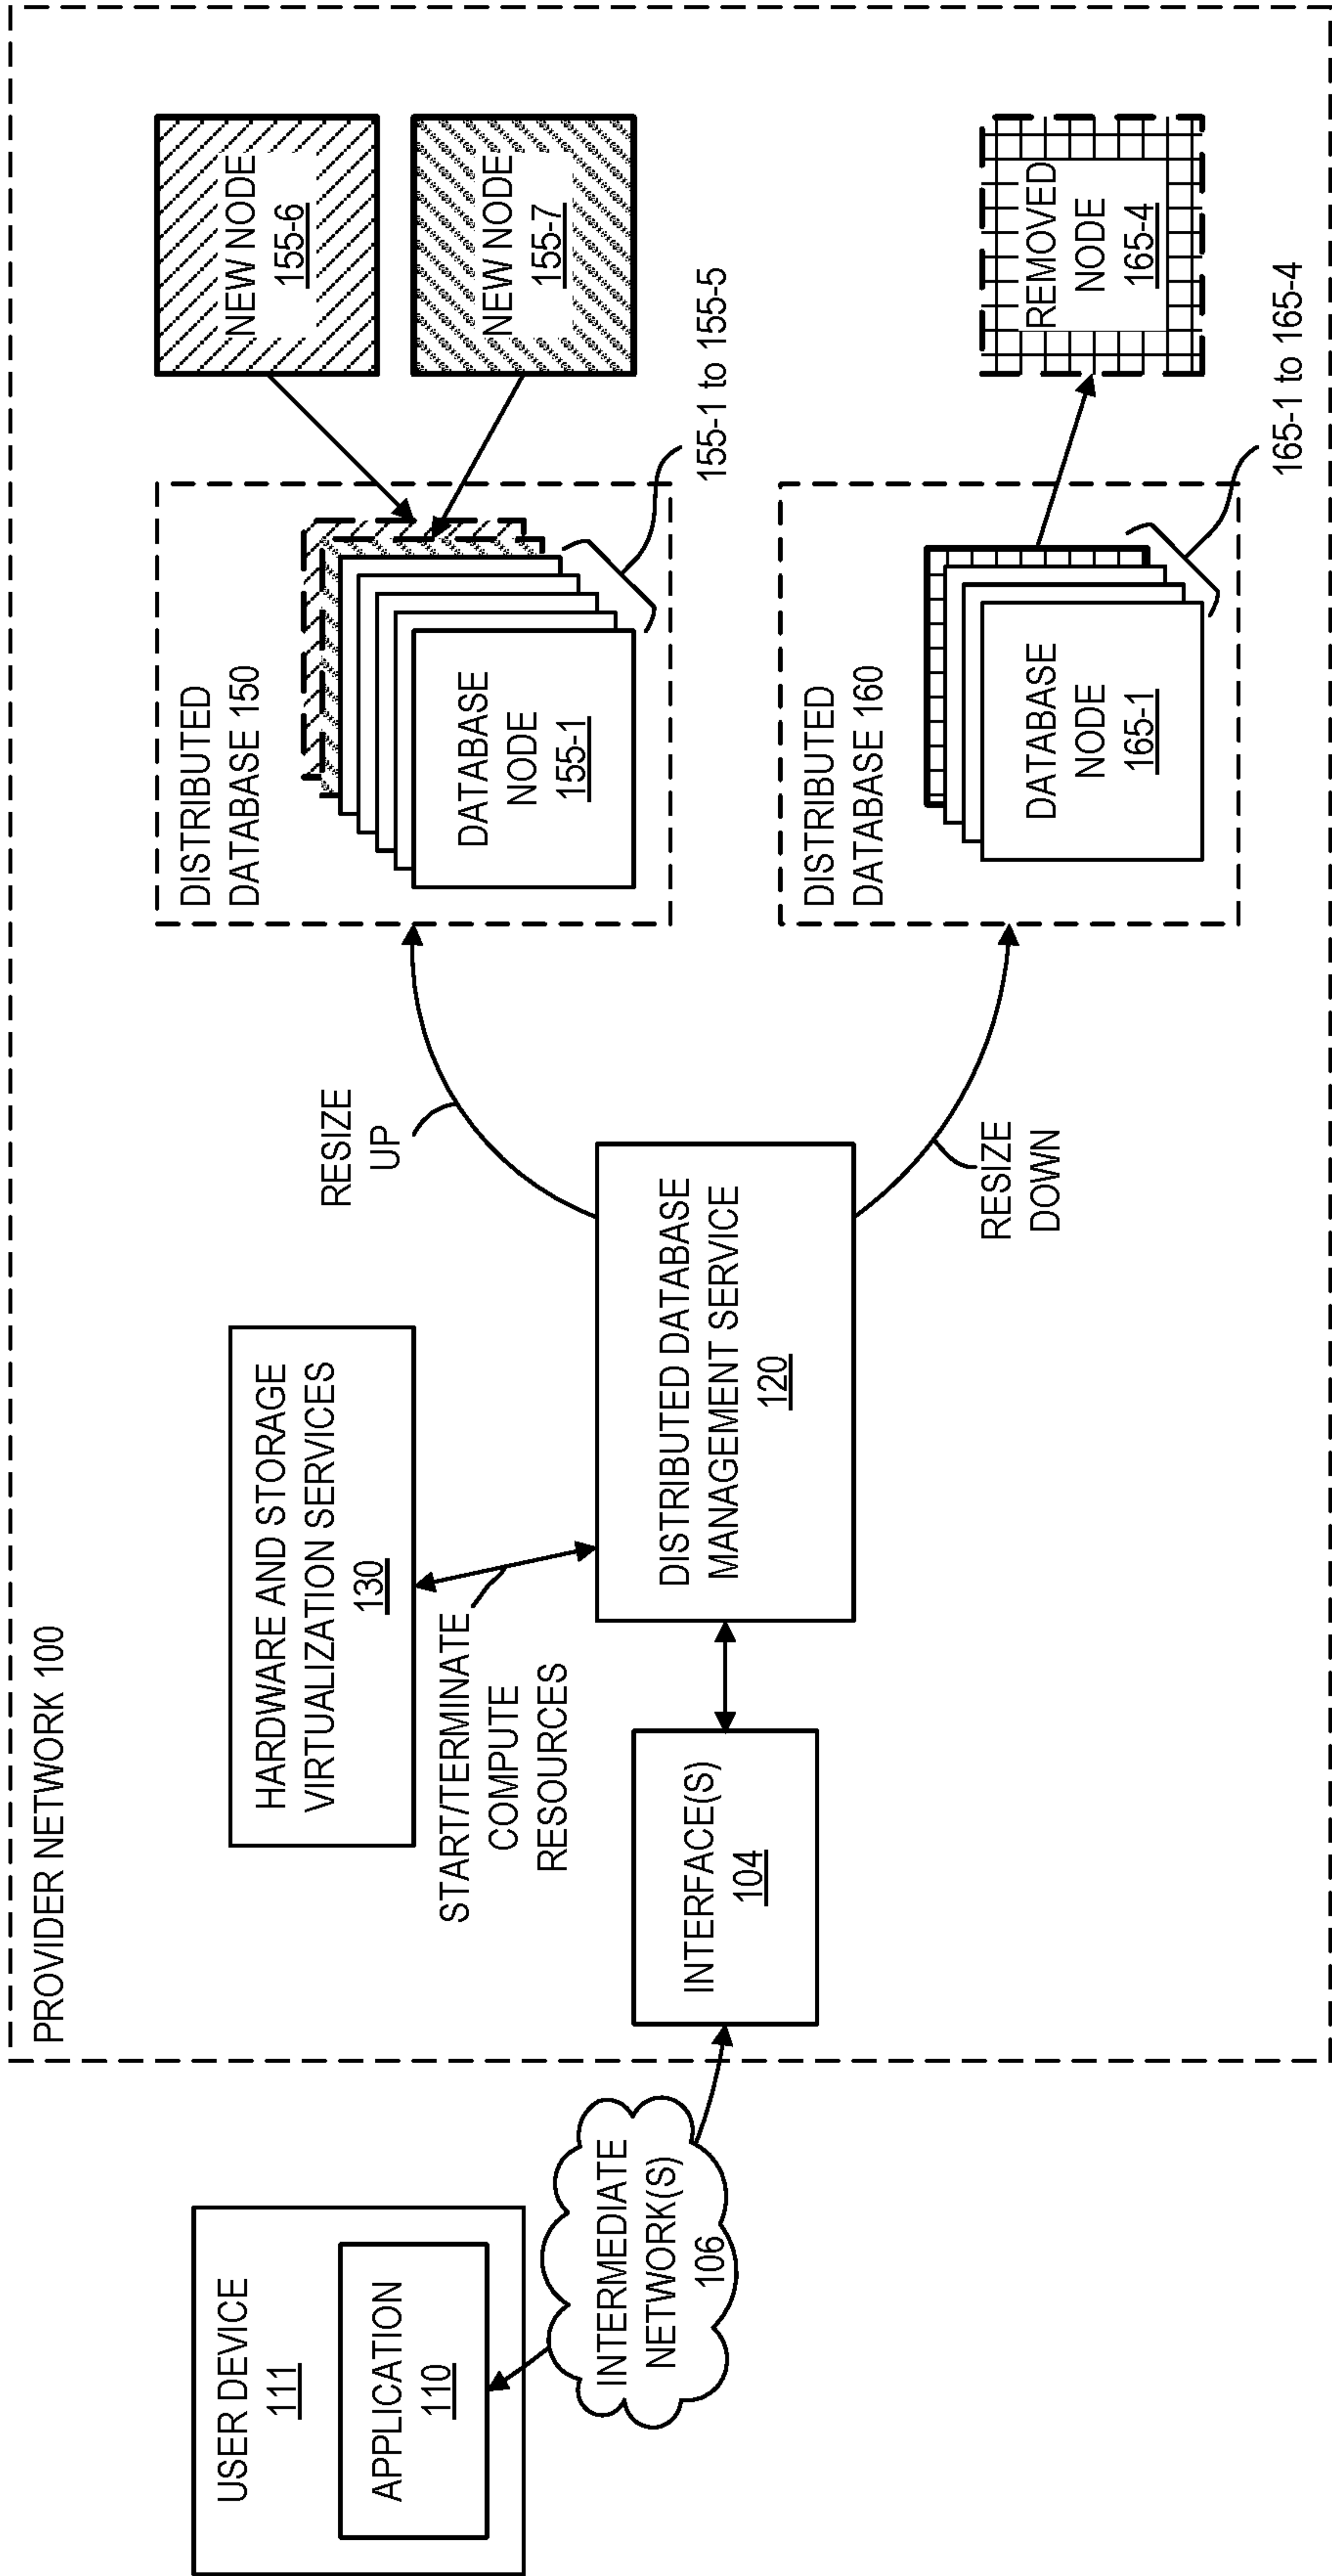 PROVIDER NETWORK 100
USER DEVICE
111
APPLICATION
110
INTERMEDIATE
NETWORK(S)
106
INTERFACE(S)
104
HARDWARE AND STORAGE
VIRTUALIZATION SERVICES
130
START/TERMINATE
COMPUTE
RESOURCES
DISTRIBUTED DATABASE
MANAGEMENT SERVICE
120
RESIZE
UP
RESIZE
DOWN
DISTRIBUTED
DATABASE 150
DATABASE
NODE
155-1
155-1 to 155-5
NEW NODE
155-6
NEW NODE
155-7
DISTRIBUTED
DATABASE 160
DATABASE
NODE
165-1
165-1 to 165-4
REMOVED
NODE
165-4